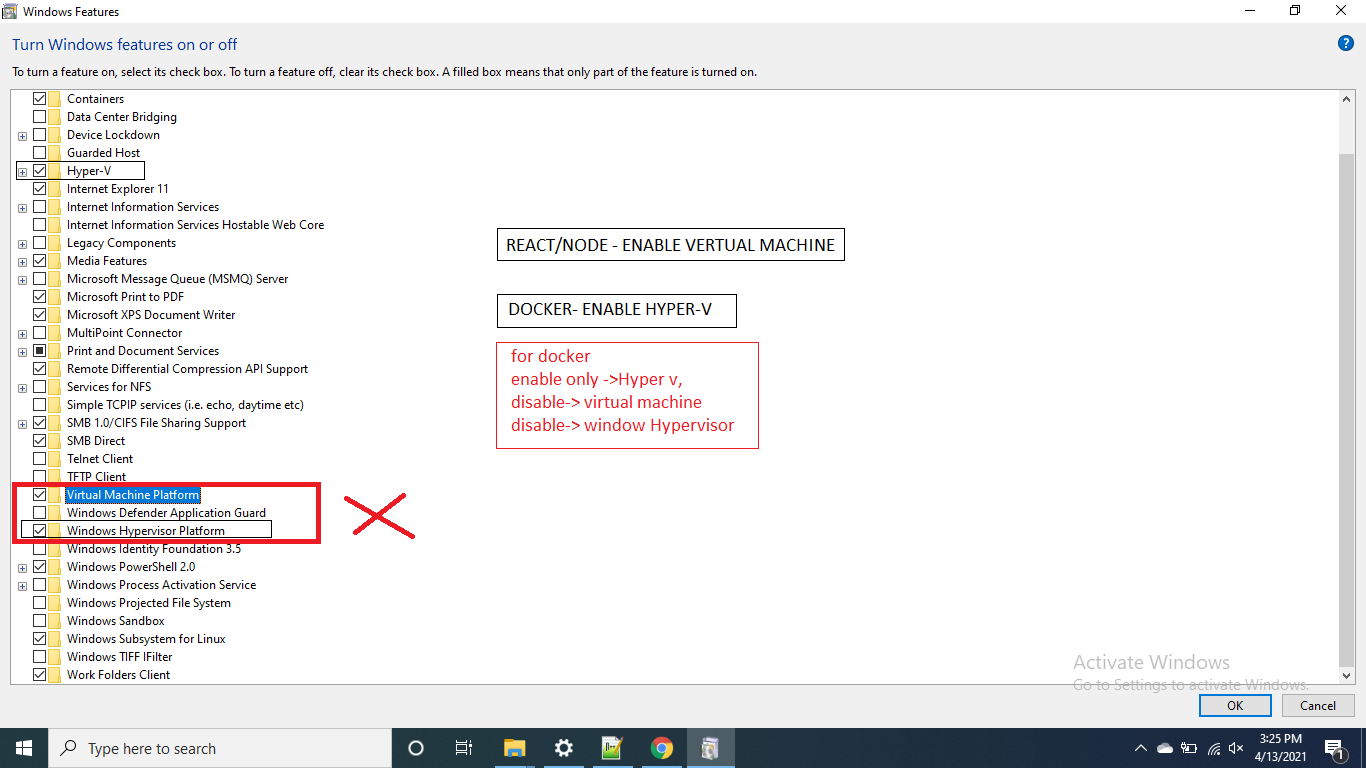 Windows Features
Turn Windows features on or off
To turn a feature on, select its check box. To turn a feature off, clear its check box. A filled box means that only part of the feature is turned on.
Containers
Data Center Bridging
Device Lockdown
Guarded Host
Hyper-V
Internet Explorer 11
Internet Information Services
Internet Information Services Hostable Web Core
Legacy Components
Media Features
Microsoft Message Queue (MSMQ) Server
Microsoft Print to PDF
Microsoft XPS Document Writer
MultiPoint Connector
Print and Document Services
Remote Differential Compression API Support
Services for NFS
Simple TCPIP services (i.e. echo, daytime etc)
SMB 1.0/CIFS File Sharing Support
SMB Direct
Telnet Client
TFTP Client
Virtual Machine Platform
Windows Defender Application Guard
Windows Hypervisor Platform
Windows Identity Foundation 3.5
Windows PowerShell 2.0
Windows Process Activation Service
Windows Projected File System
Windows Sandbox
Windows Subsystem for Linux
Windows TIFF IFilter
Work Folders Client
REACT/NODE - ENABLE VERTUAL MACHINE
DOCKER- ENABLE HYPER-V
for docker
enable only ->Hyper v,
disable-> virtual machine
disable-> window Hypervisor
Activate Windows
Go to Settings to activate Windows.
OK
Cancel
Type here to search
3:25 PM
4/13/2021
1